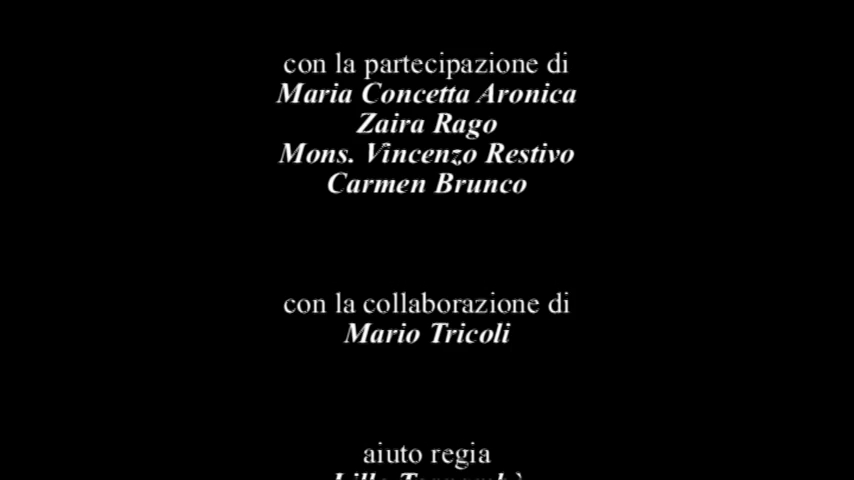 con la partecipazione di
Maria Concetta Aronica
Zaira Rago
Mons. Vincenzo Restivo
Carmen Brunco
con la collaborazione di
Mario Tricoli
aiuto regia